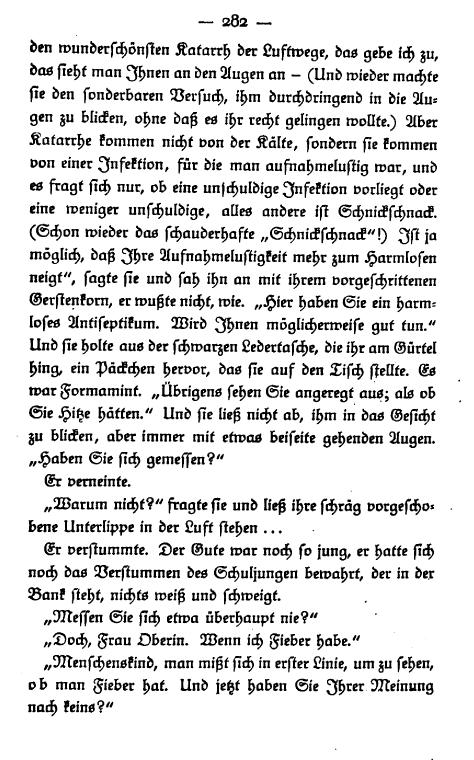 — 282 —
den wunderschönsten Katarrh der Luftwege, das gebe ich zu,
das sieht man Ihnen an den Augen an – (Und wieder machte
sie den sonderbaren Versuch, ihm durchdringend in die Au-
gen zu blicken, ohne daß es ihr recht gelingen wollte.) Aber
Katarrhe kommen nicht von der Kälte, sondern sie kommen
von einer Infektion, für die man aufnahmelustig war, und
es fragt sich nur, ob eine unschuldige Infektion vorliegt oder
eine weniger unschuldige, alles andere ist Schnickschnack.
(Schon wieder das schauderhafte „Schnickschnack“!) Ist ja
möglich, daß Ihre Aufnahmelustigkeit mehr zum Harmlosen
neigt“, sagte sie und sah ihn an mit ihrem vorgeschrittenen
Gerstenkorn, er wußte nicht, wie. „Hier haben Sie ein harm-
loses Antiseptikum. Wird Ihnen möglicherweise gut tun.“
Und sie holte aus der schwarzen Ledertasche, die ihr am Gürtel
hing, ein Päckchen hervor, das sie auf den Tisch stellte. Es
war Formamint. „Übrigens sehen Sie angeregt aus; als ob
Sie Hitze hätten.“ Und sie ließ nicht ab, ihm in das Gesicht
zu blicken, aber immer mit etwas beiseite gehenden Augen.
„Haben Sie sich gemessen?“
Er verneinte.
„Warum nicht?“ fragte sie und ließ ihre schräg vorgescho-
bene Unterlippe in der Luft stehen ...
Er verstummte. Der Gute war noch so jung, er hatte sich
noch das Verstummen des Schuljungen bewahrt, der in der
Bank steht, nichts weiß und schweigt.
„Messen Sie sich etwa überhaupt nie?“
„Doch, Frau Oberin. Wenn ich Fieber habe.“
„Menschenskind, man mißt sich in erster Linie, um zu sehen,
ob man Fieber hat. Und jetzt haben Sie Ihrer Meinung
nach keins?“